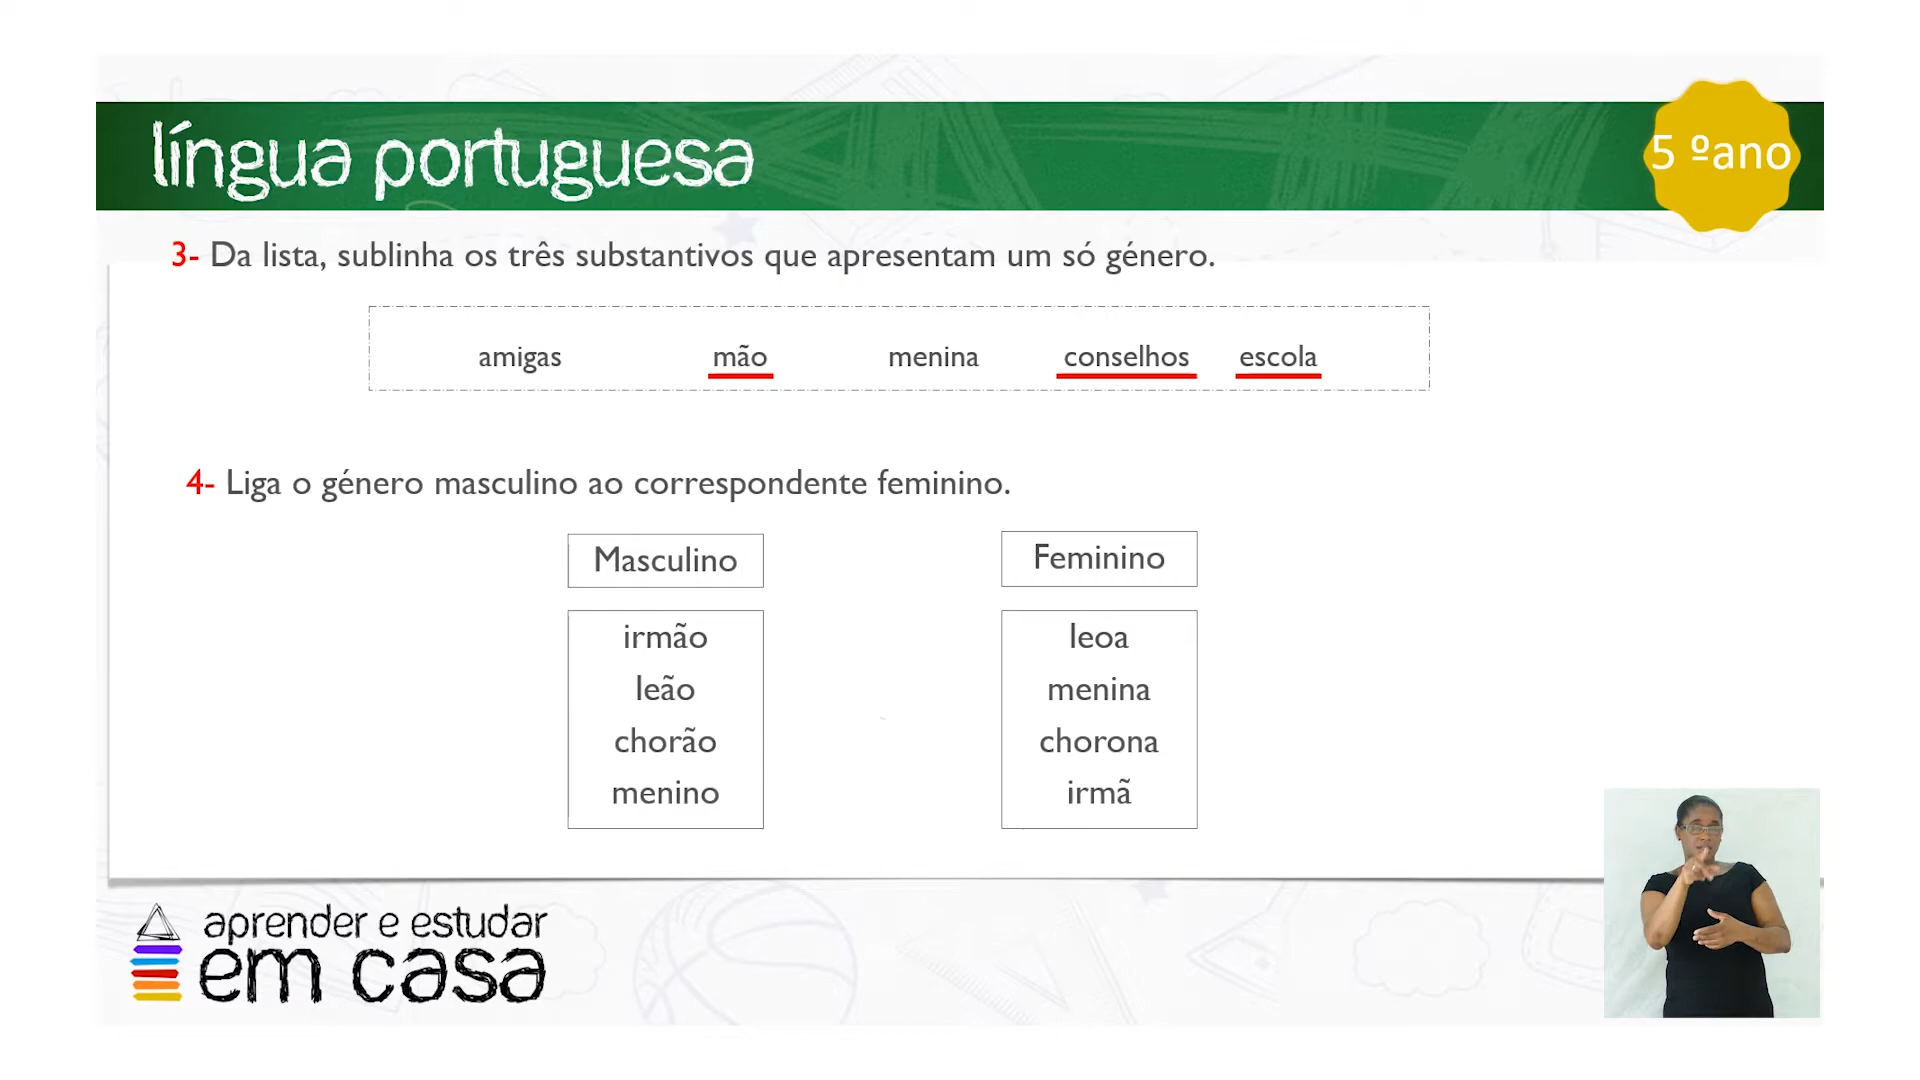 língua portuguesa
5 ºano
3- Da lista, sublinha os três substantivos que apresentam um só género.
amigas mão menina conselhos escola
4- Liga o género masculino ao correspondente feminino.
Masculino Feminino
irmão leoa
leão menina
chorão chorona
menino irmã
aprender e estudar
em casa